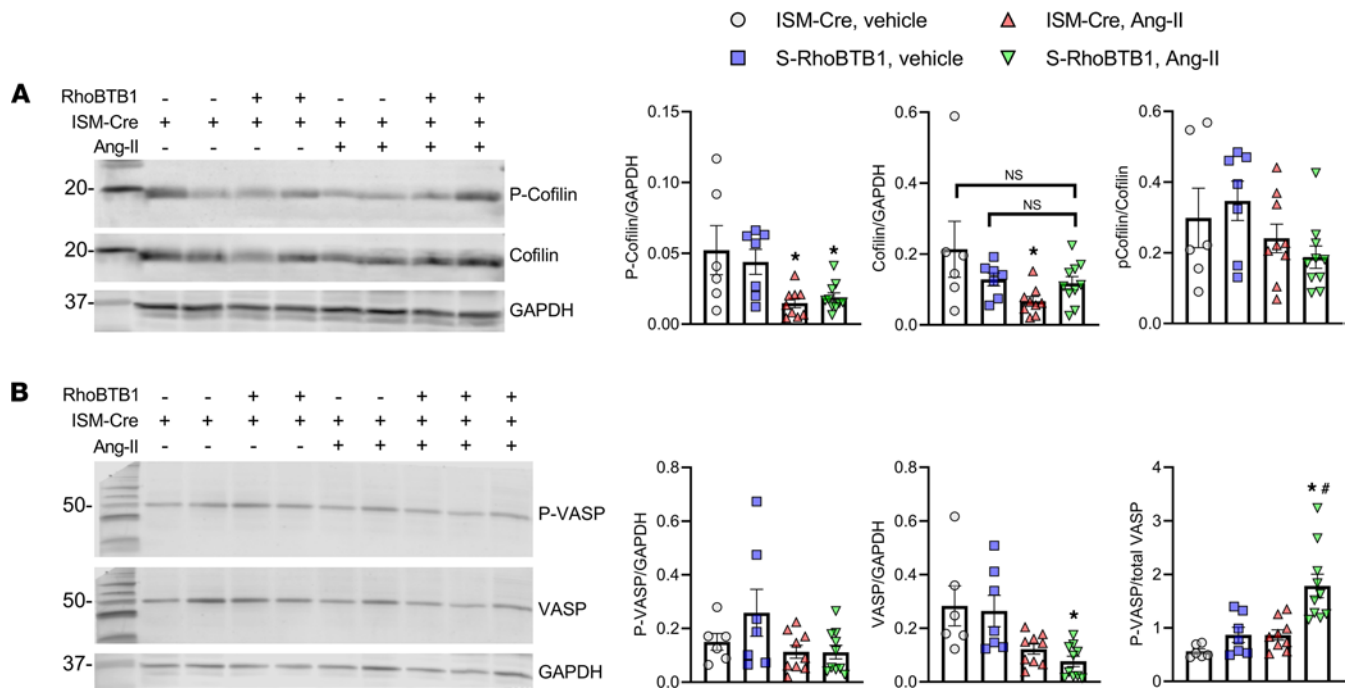 ISM-Cre, vehicle ISM-Cre, Ang-II
S-RhoBTB1, vehicle S-RhoBTB1, Ang-II
A
RhoBTB1 - - + + - - + +
ISM-Cre + + + + + + + +
Ang-II - - - - + + + +
20- P-Cofilin
20- Cofilin
37- GAPDH
P-Cofilin/GAPDH
0.15
0.10
0.05
0.00
* *
Cofilin/GAPDH
0.6
0.4
0.2
0.0
NS
NS
*
pCofilin/Cofilin
0.6
0.4
0.2
0.0
B
RhoBTB1 - - + + - - + + +
ISM-Cre + + + + + + + + +
Ang-II - - - - + + + + +
50- P-VASP
50- VASP
37- GAPDH
P-VASP/GAPDH
0.8
0.6
0.4
0.2
0.0
VASP/GAPDH
0.8
0.6
0.4
0.2
0.0
*
P-VASP/total VASP
4
3
2
1
0
* #